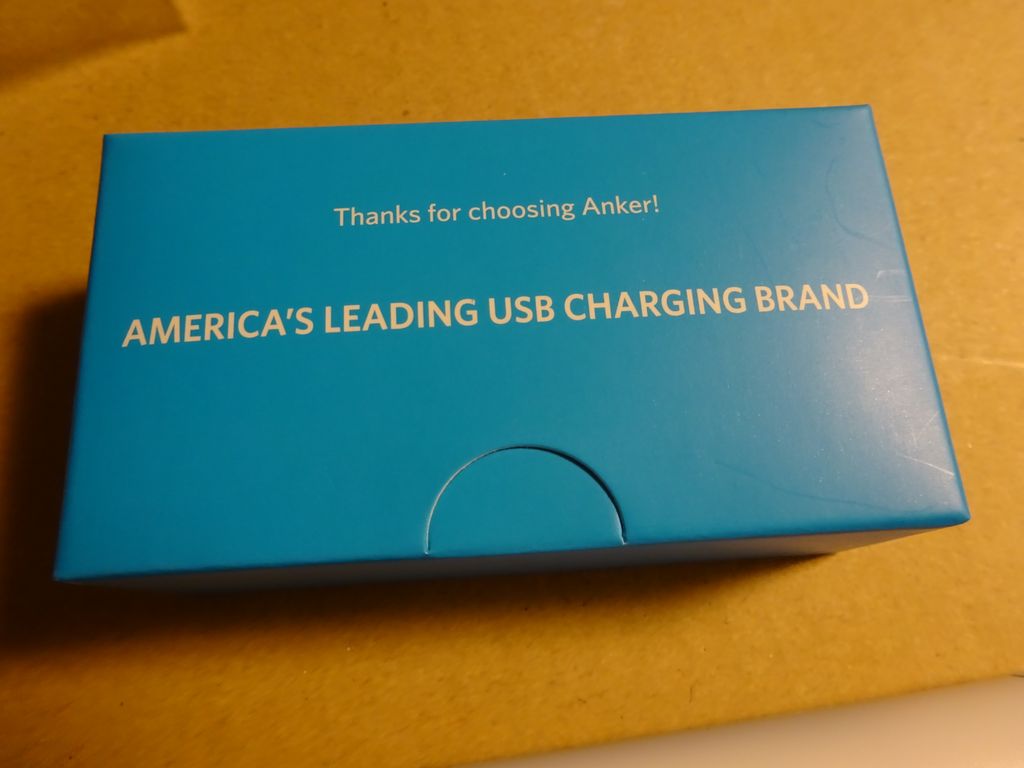 Thanks for choosing Anker!
AMERICA'S LEADING USB CHARGING BRAND